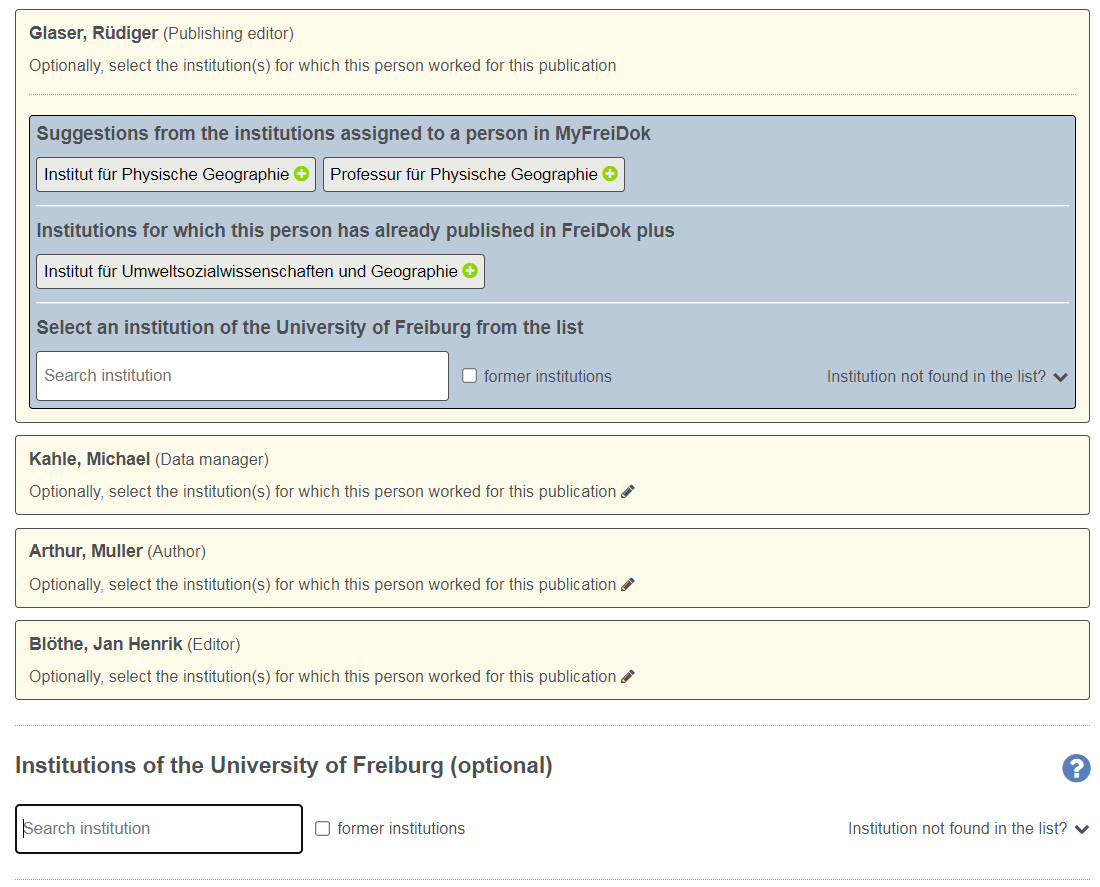 Glaser, Rüdiger (Publishing editor)
Optionally, select the institution(s) for which this person worked for this publication
Suggestions from the institutions assigned to a person in MyFreiDok
Institut für Physische Geographie Professur für Physische Geographie
Institutions for which this person has already published in FreiDok plus
Institut für Umweltsozialwissenschaften und Geographie
Select an institution of the University of Freiburg from the list
Search institution former institutions Institution not found in the list?
Kahle, Michael (Data manager)
Optionally, select the institution(s) for which this person worked for this publication
Arthur, Muller (Author)
Optionally, select the institution(s) for which this person worked for this publication
Blöthe, Jan Henrik (Editor)
Optionally, select the institution(s) for which this person worked for this publication
Institutions of the University of Freiburg (optional) ?
Search institution former institutions Institution not found in the list?